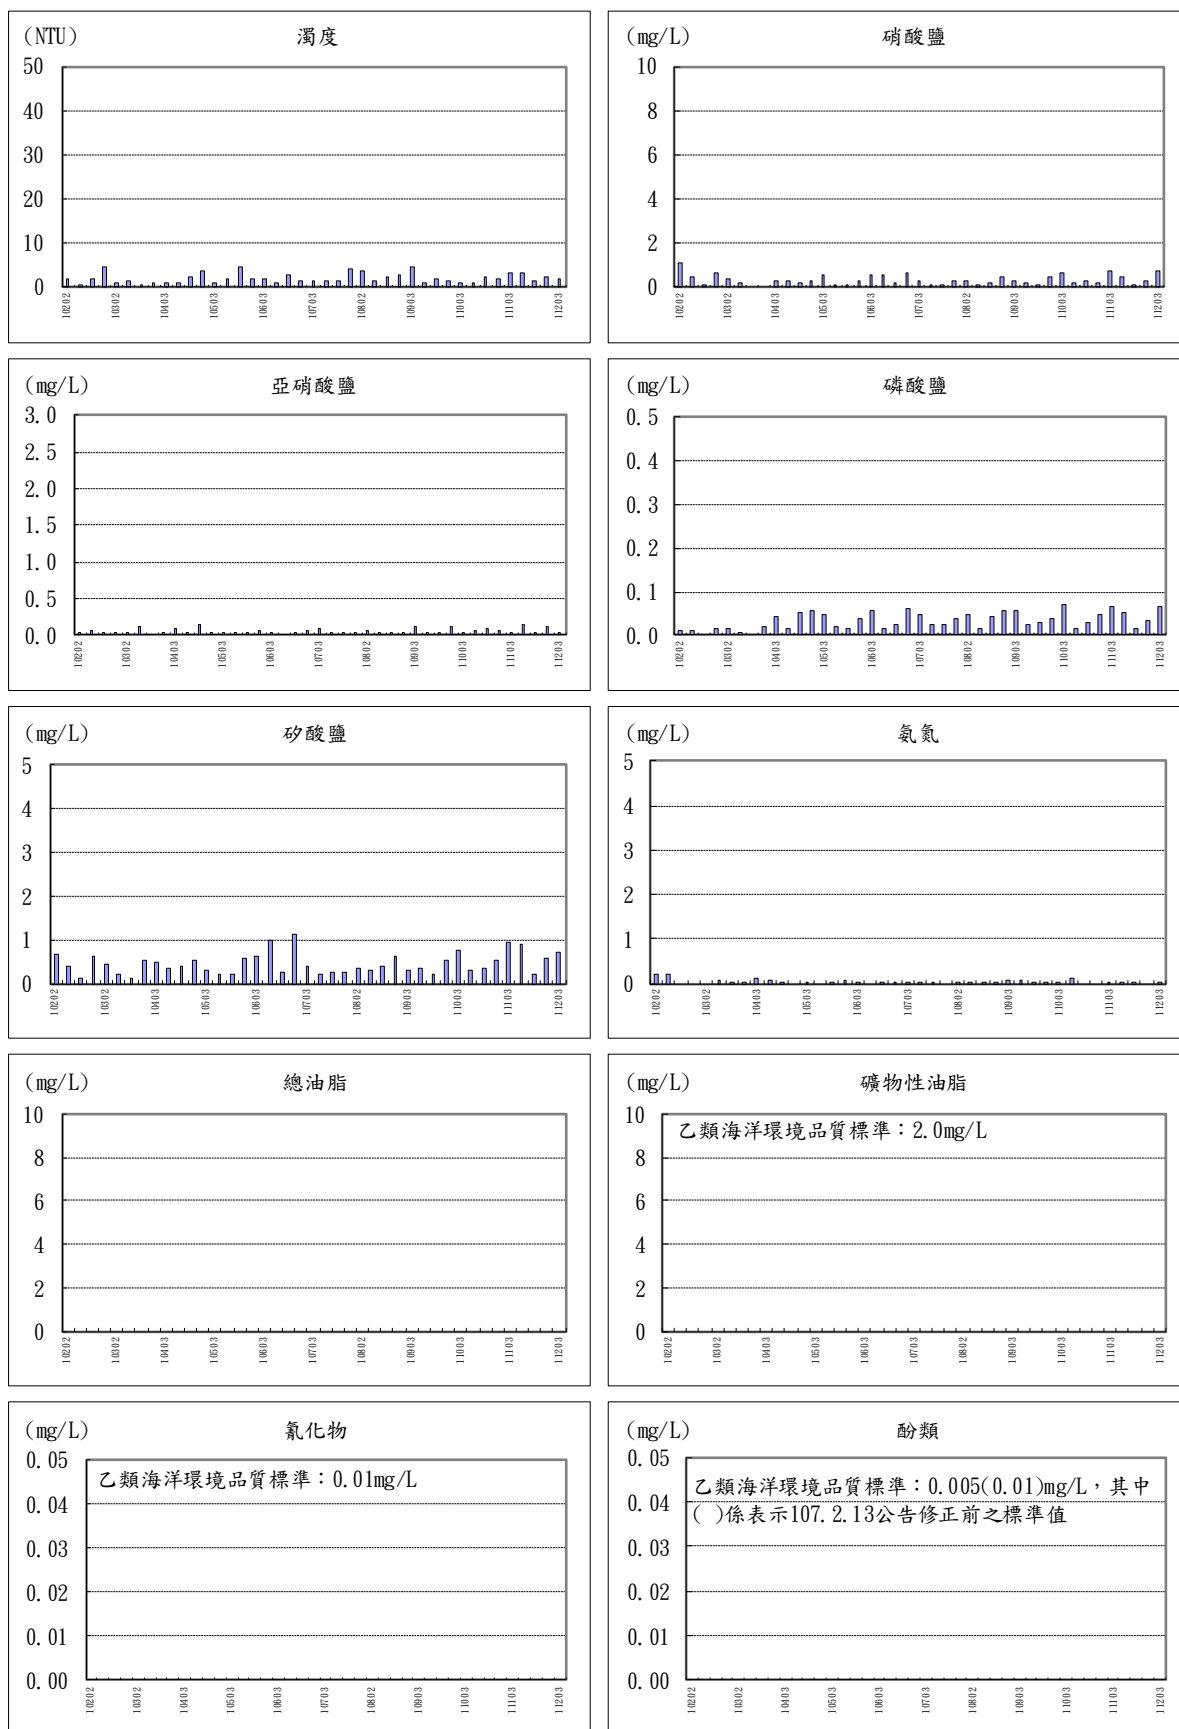 (NTU) 濁度
50
40
30
20
10
0
10202 10302 10403 10503 10603 10703 10802 10903 11003 11103 11203
(mg/L) 硝酸鹽
10
8
6
4
2
0
10202 10302 10403 10503 10603 10703 10802 10903 11003 11103 11203
(mg/L) 亞硝酸鹽
3.0
2.5
2.0
1.5
1.0
0.5
0.0
10202 10302 10403 10503 10603 10703 10802 10903 11003 11103 11203
(mg/L) 磷酸鹽
0.5
0.4
0.3
0.2
0.1
0.0
10202 10302 10403 10503 10603 10703 10802 10903 11003 11103 11203
(mg/L) 矽酸鹽
5
4
3
2
1
0
10202 10302 10403 10503 10603 10703 10802 10903 11003 11103 11203
(mg/L) 氨氮
5
4
3
2
1
0
10202 10302 10403 10503 10603 10703 10802 10903 11003 11103 11203
(mg/L) 總油脂
10
8
6
4
2
0
10202 10302 10403 10503 10603 10703 10802 10903 11003 11103 11203
(mg/L) 礦物性油脂
乙類海洋環境品質標準：2.0mg/L
10
8
6
4
2
0
10202 10302 10403 10503 10603 10703 10802 10903 11003 11103 11203
(mg/L) 氰化物
乙類海洋環境品質標準：0.01mg/L
0.05
0.04
0.03
0.02
0.01
0.00
10202 10302 10403 10503 10603 10703 10802 10903 11003 11103 11203
(mg/L) 酚類
乙類海洋環境品質標準：0.005(0.01)mg/L，其中
( )係表示107.2.13公告修正前之標準值
0.05
0.04
0.03
0.02
0.01
0.00
10202 10302 10403 10503 10603 10703 10802 10903 11003 11103 11203